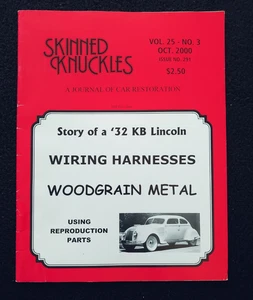 SKINNED
KNUCKLES
VOL. 25 - NO. 3
OCT. 2000
ISSUE NO. 291
$2.50
A JOURNAL OF CAR RESTORATION
Story of a '32 KB Lincoln
WIRING HARNESSES
WOODGRAIN METAL
USING
REPRODUCTION
PARTS